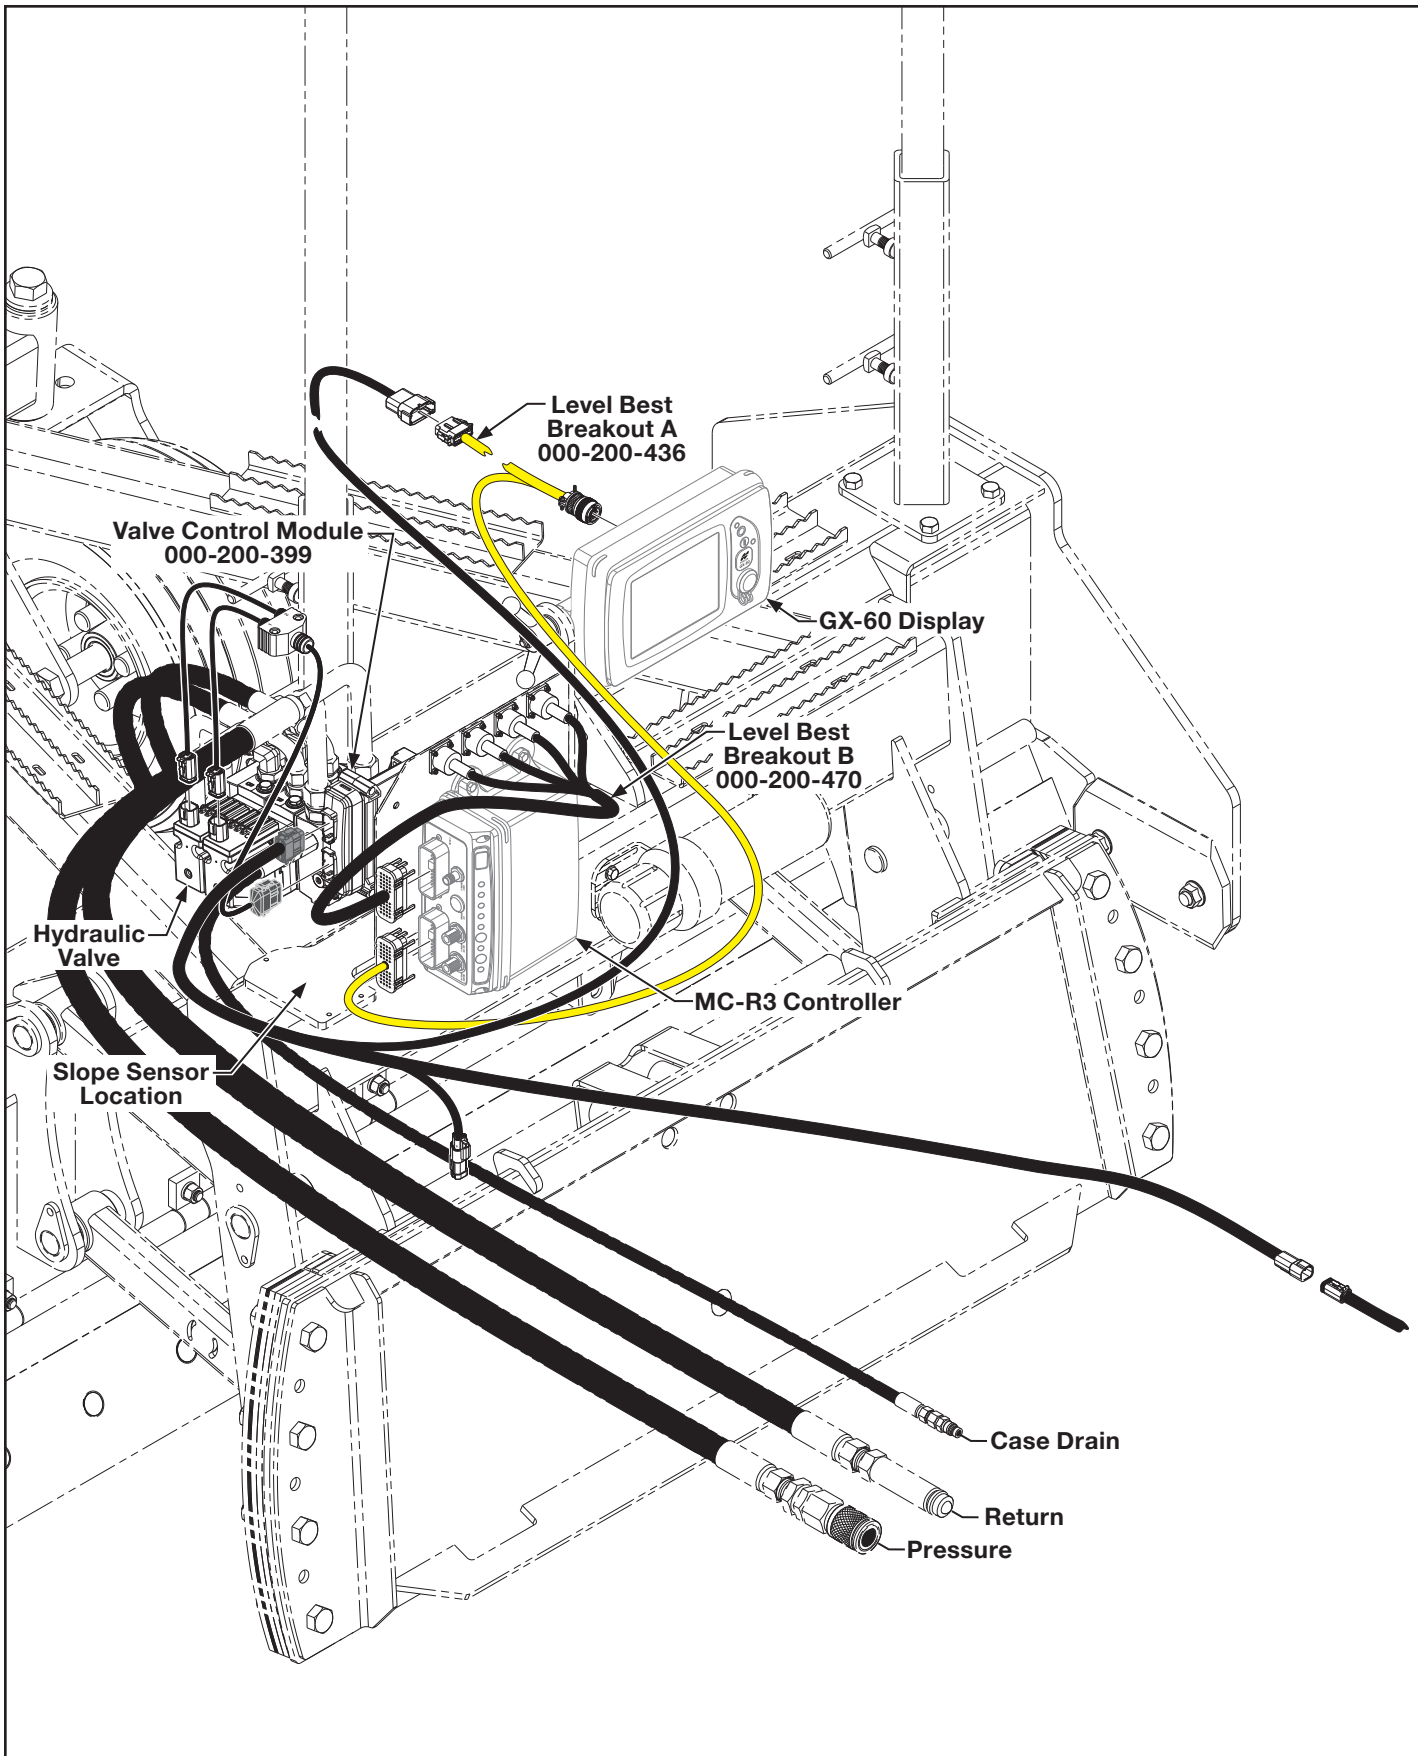 Level Best
Breakout A
000-200-436
Valve Control Module
000-200-399
GX-60 Display
Level Best
Breakout B
000-200-470
Hydraulic
Valve
MC-R3 Controller
Slope Sensor
Location
Case Drain
Return
Pressure